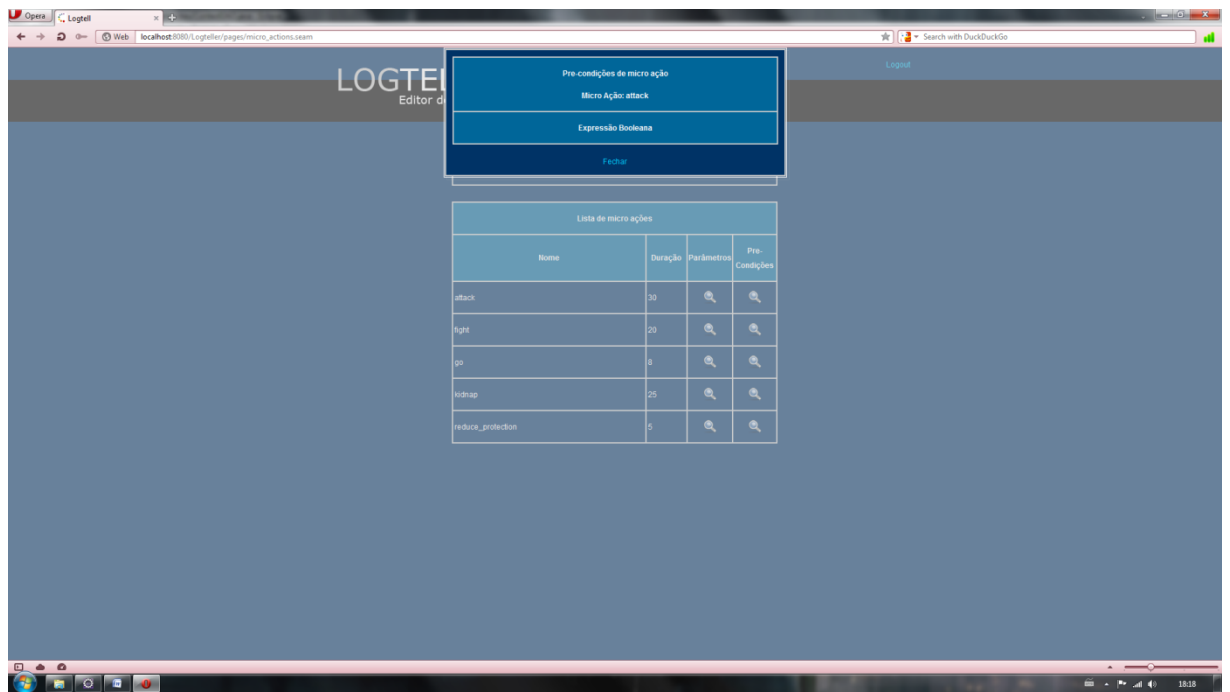 Opera
Logtell
Web
localhost:8080/Logteller/pages/micro_actions.seam
Search with DuckDuckGo
Logout
LOGTEL
Editor d
Pre-condições de micro ação
Micro Ação: attack
Expressão Booleana
Fechar
Lista de micro ações
Nome Duração Parâmetros Pre-
Condições
attack 30
fight 20
go 8
kidnap 25
reduce_protection 5
18:18